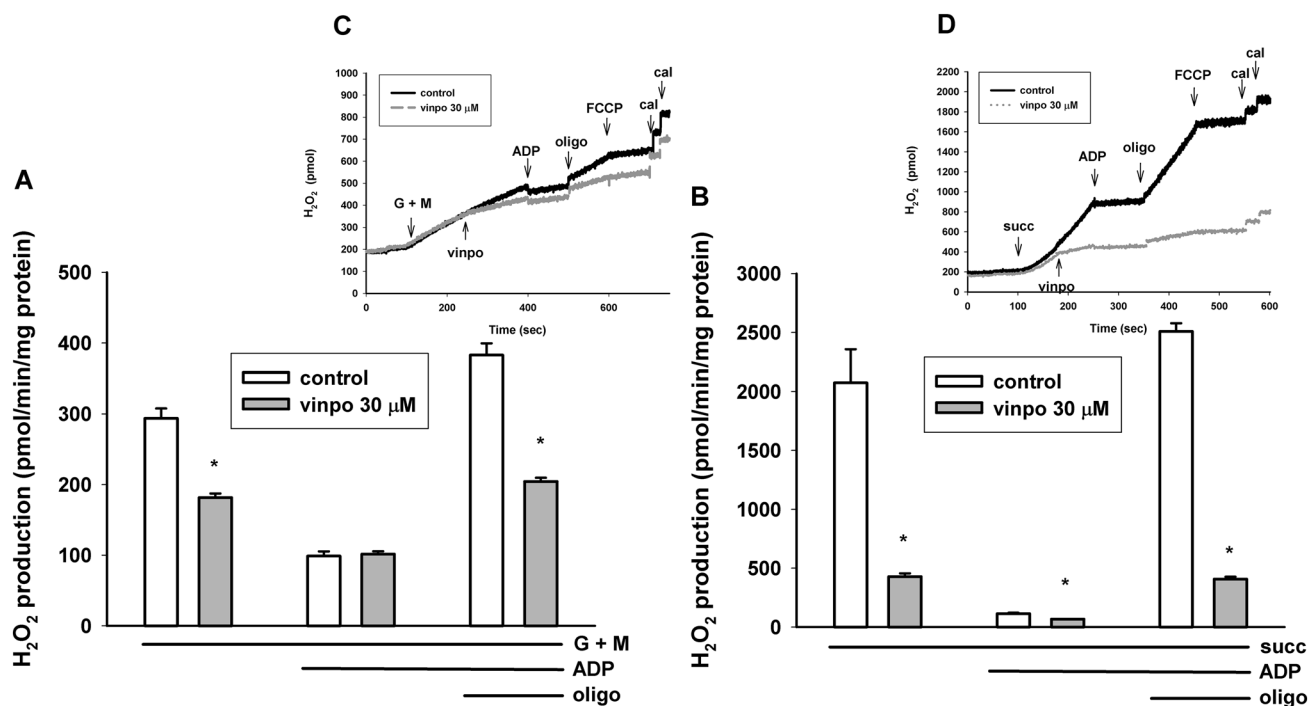 C
1000
900
800
700
600
500
400
300
200
100
0
H2O2 (pmol)
control
vinpo 30 μM
G + M
vinpo
ADP
oligo
FCCP
cal
cal
0 200 400 600
Time (sec)
D
2200
2000
1800
1600
1400
1200
1000
800
600
400
200
0
H2O2 (pmol)
control
vinpo 30 μM
succ
vinpo
ADP
oligo
FCCP
cal
cal
0 100 200 300 400 500 600
Time (sec)
A
500
400
300
200
100
0
H2O2 production (pmol/min/mg protein)
control
vinpo 30 μM
*
*
G + M
ADP
oligo
B
3000
2500
2000
1500
1000
500
0
H2O2 production (pmol/min/mg protein)
control
vinpo 30 μM
*
*
*
succ
ADP
oligo